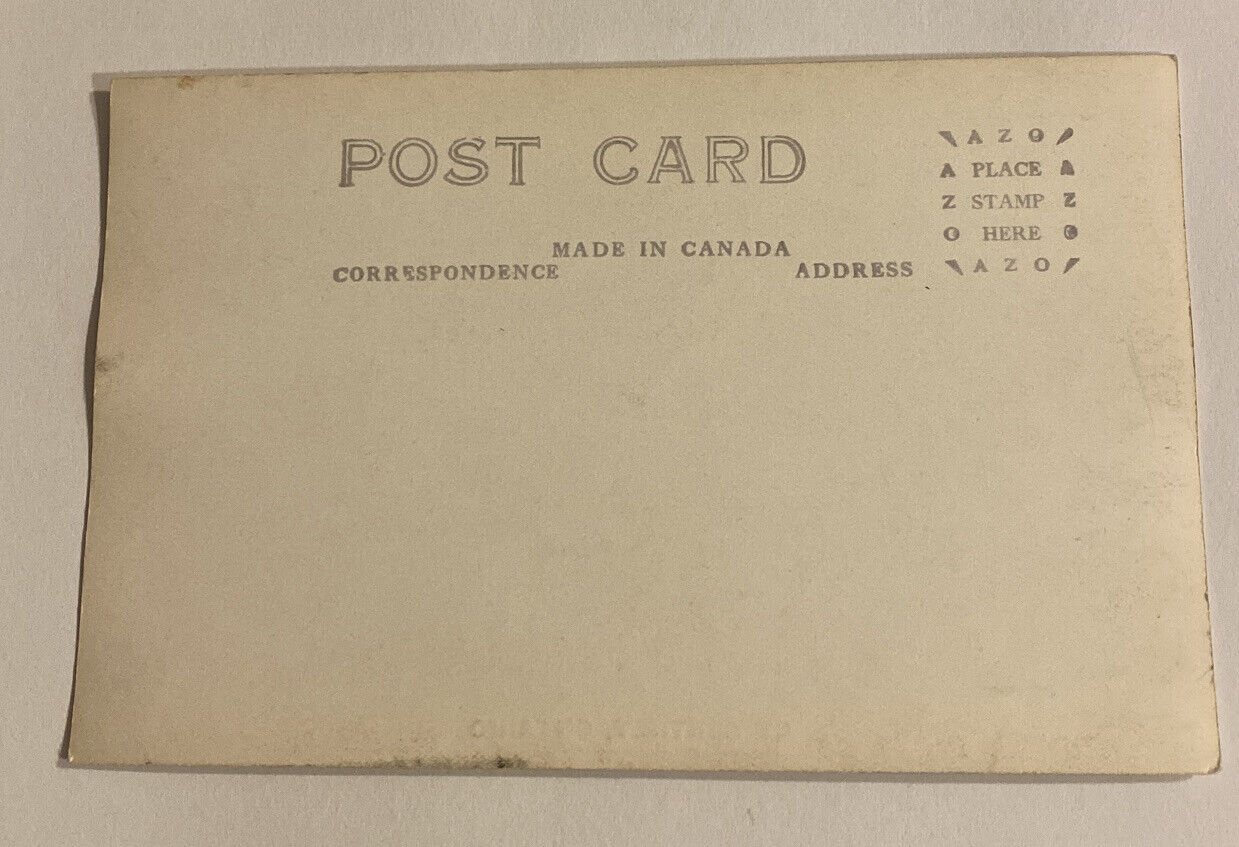 POST CARD
MADE IN CANADA
CORRESPONDENCE
ADDRESS
AZO
A PLACE A
Z STAMP Z
O HERE O
AZO